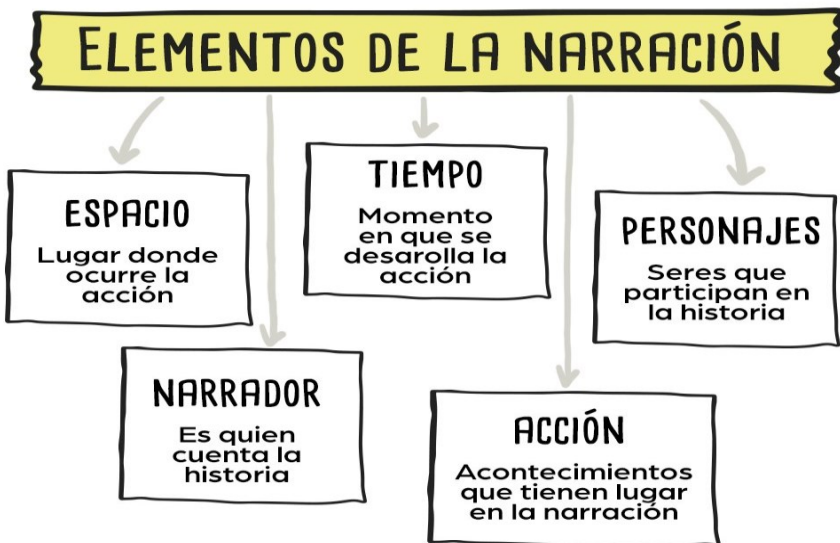 ELEMENTOS DE LA NARRACIÓN
ESPACIO
Lugar donde
ocurre la
acción
TIEMPO
Momento
en que se
desarolla la
acción
PERSONAJES
Seres que
participan en
la historia
NARRADOR
Es quien
cuenta la
historia
ACCIÓN
Acontecimientos
que tienen lugar
en la narración